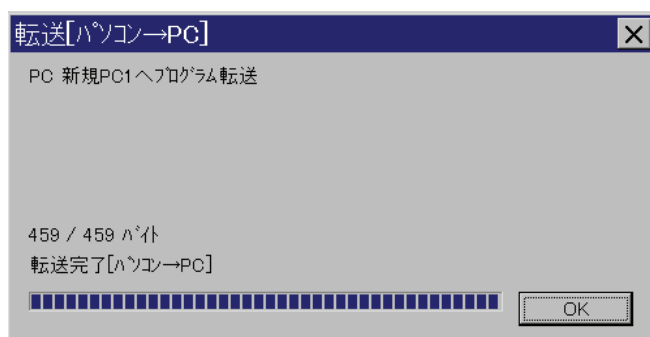 転送[ﾊﾟｿｺﾝ→PC]
PC 新規PC1へﾌﾟﾛｸﾞﾗﾑ転送
459 / 459 ﾊﾞｲﾄ
転送完了[ﾊﾟｿｺﾝ→PC]
OK